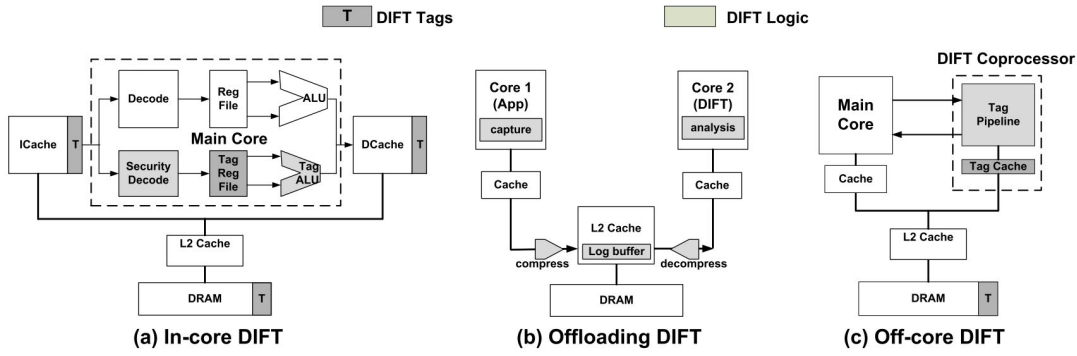 T DIFT Tags
DIFT Logic
Decode
Reg
File
ALU
Main Core
ICache
T
Security
Decode
Tag
Reg
File
Tag
ALU
DCache
T
L2 Cache
DRAM
T
(a) In-core DIFT
Core 1
(App)
capture
Core 2
(DIFT)
analysis
Cache
Cache
L2 Cache
Log buffer
compress
decompress
DRAM
(b) Offloading DIFT
DIFT Coprocessor
Main
Core
Tag
Pipeline
Tag Cache
Cache
L2 Cache
DRAM
T
(c) Off-core DIFT